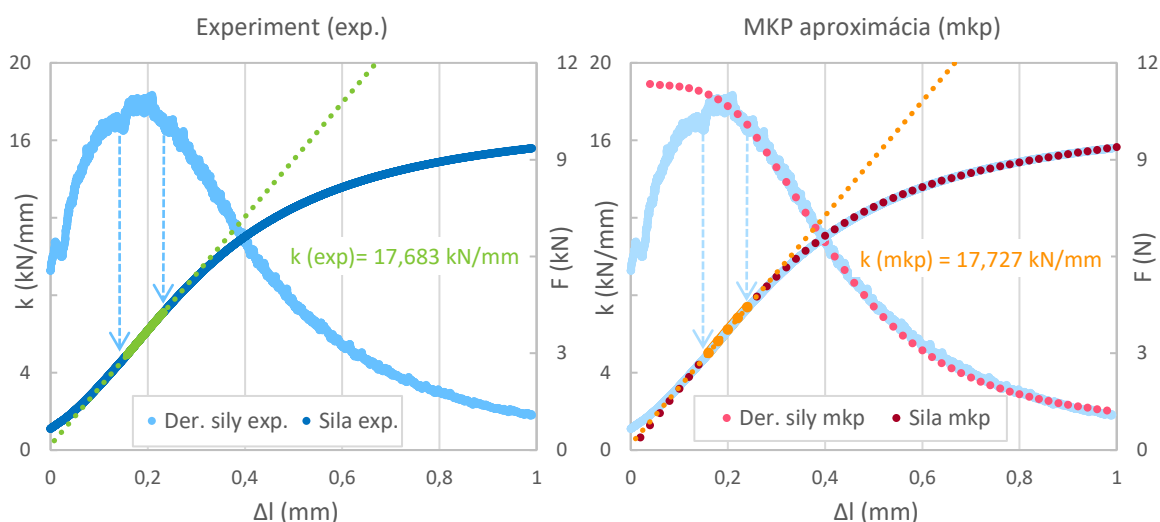 Experiment (exp.)
20
16
4
0
k (kN/mm)
12
9
3
0
F (kN)
k (exp)= 17,683 kN/mm
Der. sily exp.
Sila exp.
0
0,2
0,4
0,6
0,8
1
Δl (mm)
MKP aproximácia (mkp)
20
16
4
0
k (kN/mm)
12
9
3
0
F (N)
k (mkp) = 17,727 kN/mm
Der. sily mkp
Sila mkp
0
0,2
0,4
0,6
0,8
1
Δl (mm)